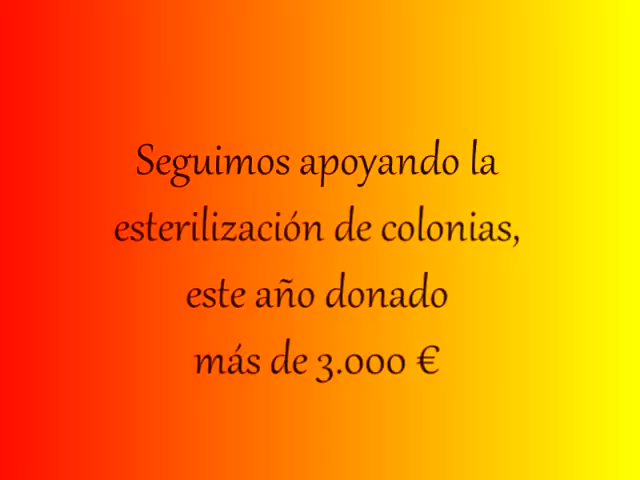 Seguimos apoyando la
esterilización de colonias,
este año donado
más de 3.000 €